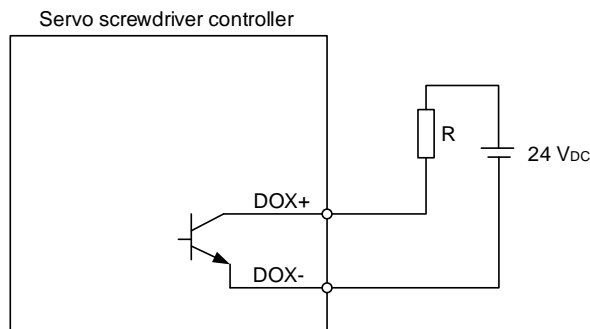 Servo screwdriver controller
R
24 VDC
DOX+
DOX-